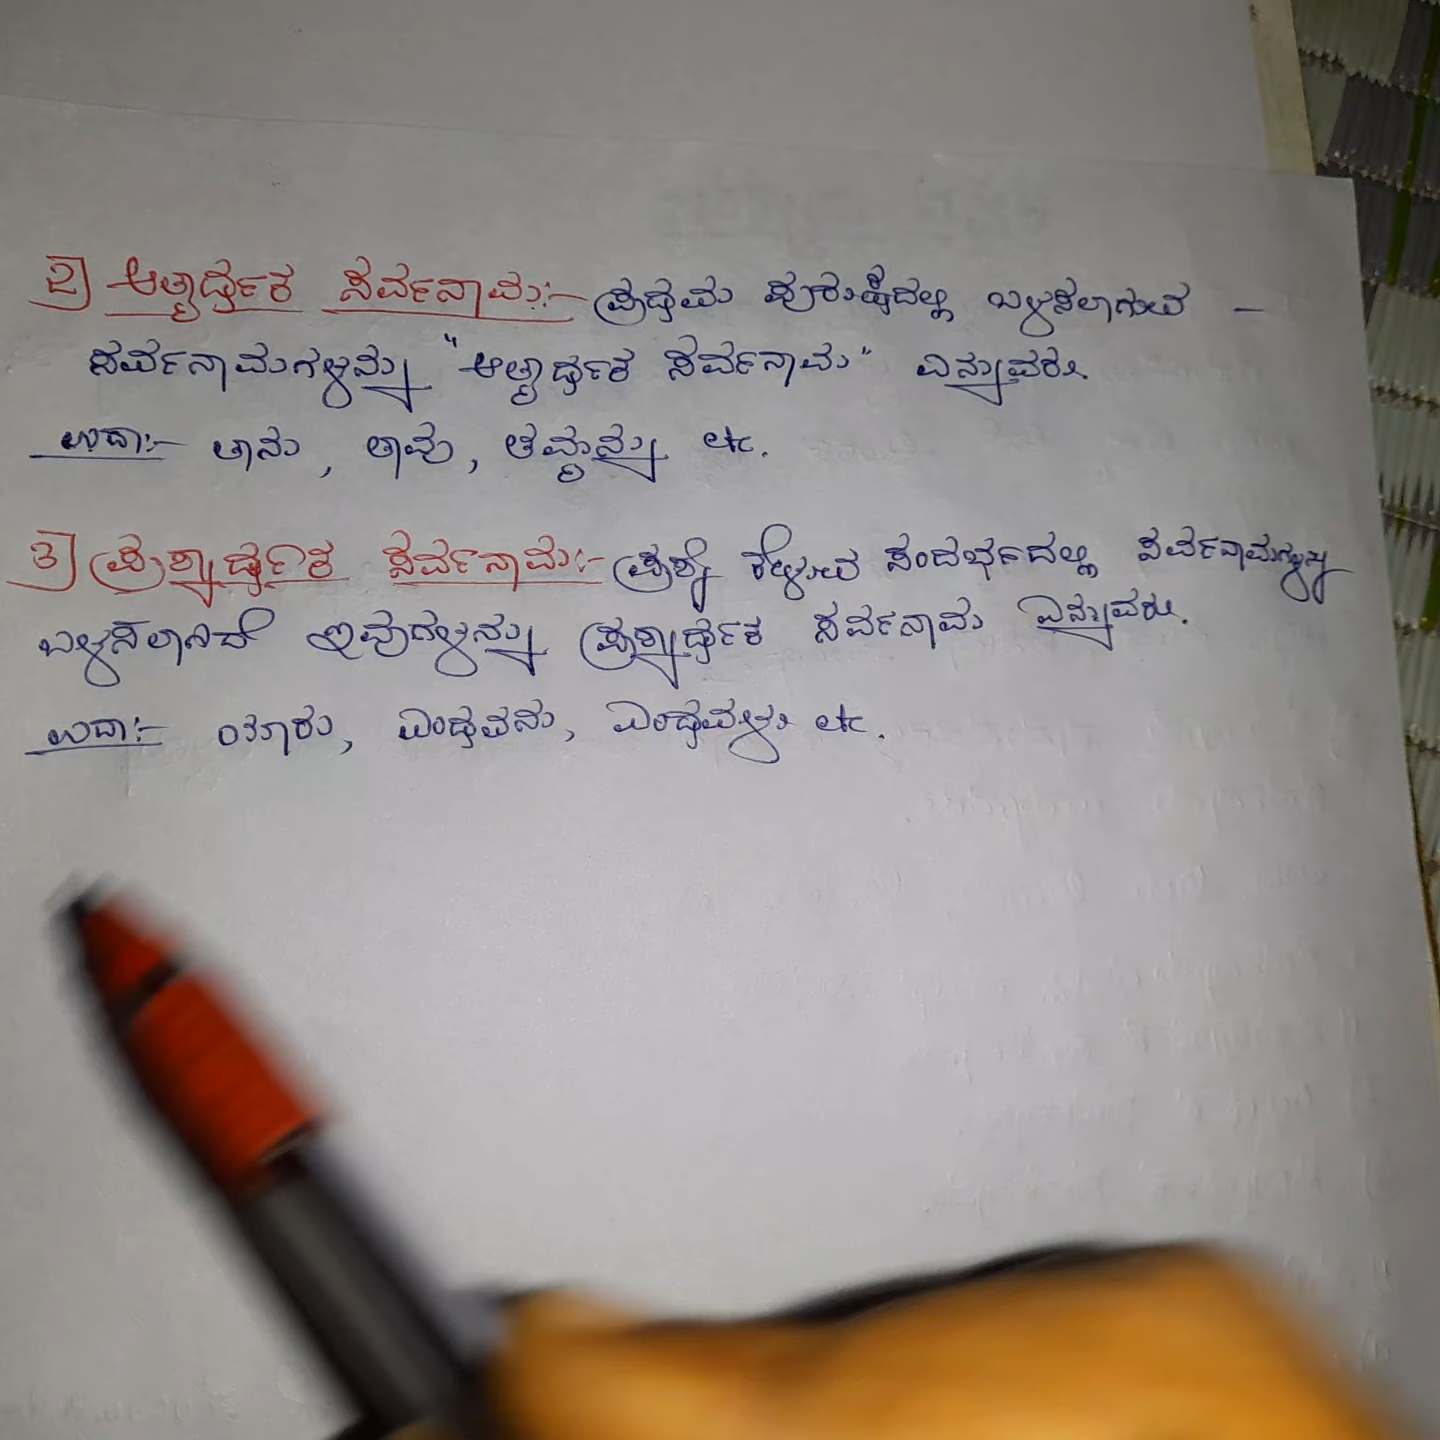 2] ಆತ್ಮಾರ್ಥಕ ಸರ್ವನಾಮ:- ಪ್ರಥಮ ಪುರುಷದಲ್ಲಿ ಬಳಸಲಾಗುವ –
ಸರ್ವನಾಮಗಳನ್ನು "ಆತ್ಮಾರ್ಥಕ ಸರ್ವನಾಮ" ಎನ್ನುವರು.
ಉದಾ:- ತಾನು, ತಾವು, ತಮ್ಮನ್ನು etc.
3] ಪ್ರಶ್ನಾರ್ಥಕ ಸರ್ವನಾಮ:- ಪ್ರಶ್ನೆ ಕೇಳುವ ಸಂದರ್ಭದಲ್ಲಿ ಸರ್ವನಾಮಗಳನ್ನು
ಬಳಸಲಾಗಿದೆ ಇವುಗಳನ್ನು ಪ್ರಶ್ನಾರ್ಥಕ ಸರ್ವನಾಮ ಎನ್ನುವರು.
ಉದಾ:- ಯಾರು, ಎಂಥವನು, ಎಂಥವಳು etc.